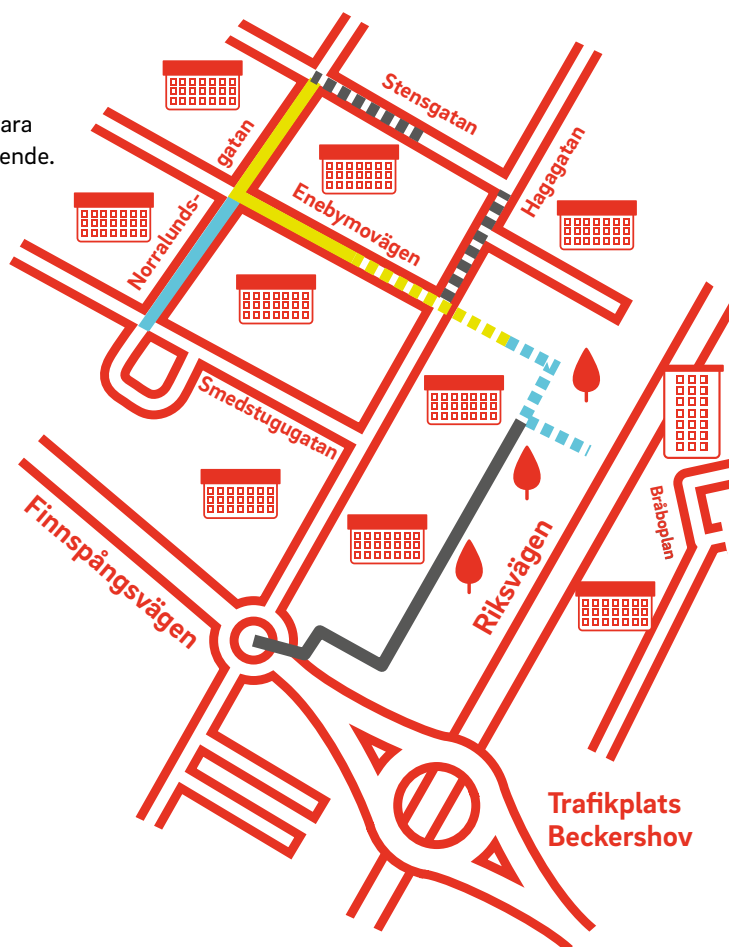 ara
ende.
Stensgatan
gatan
Hagagatan
Enebymovägen
Norralunds-
Smedstugugatan
Bråboplan
Finnspångsvägen
Riksvägen
Trafikplats
Beckershov